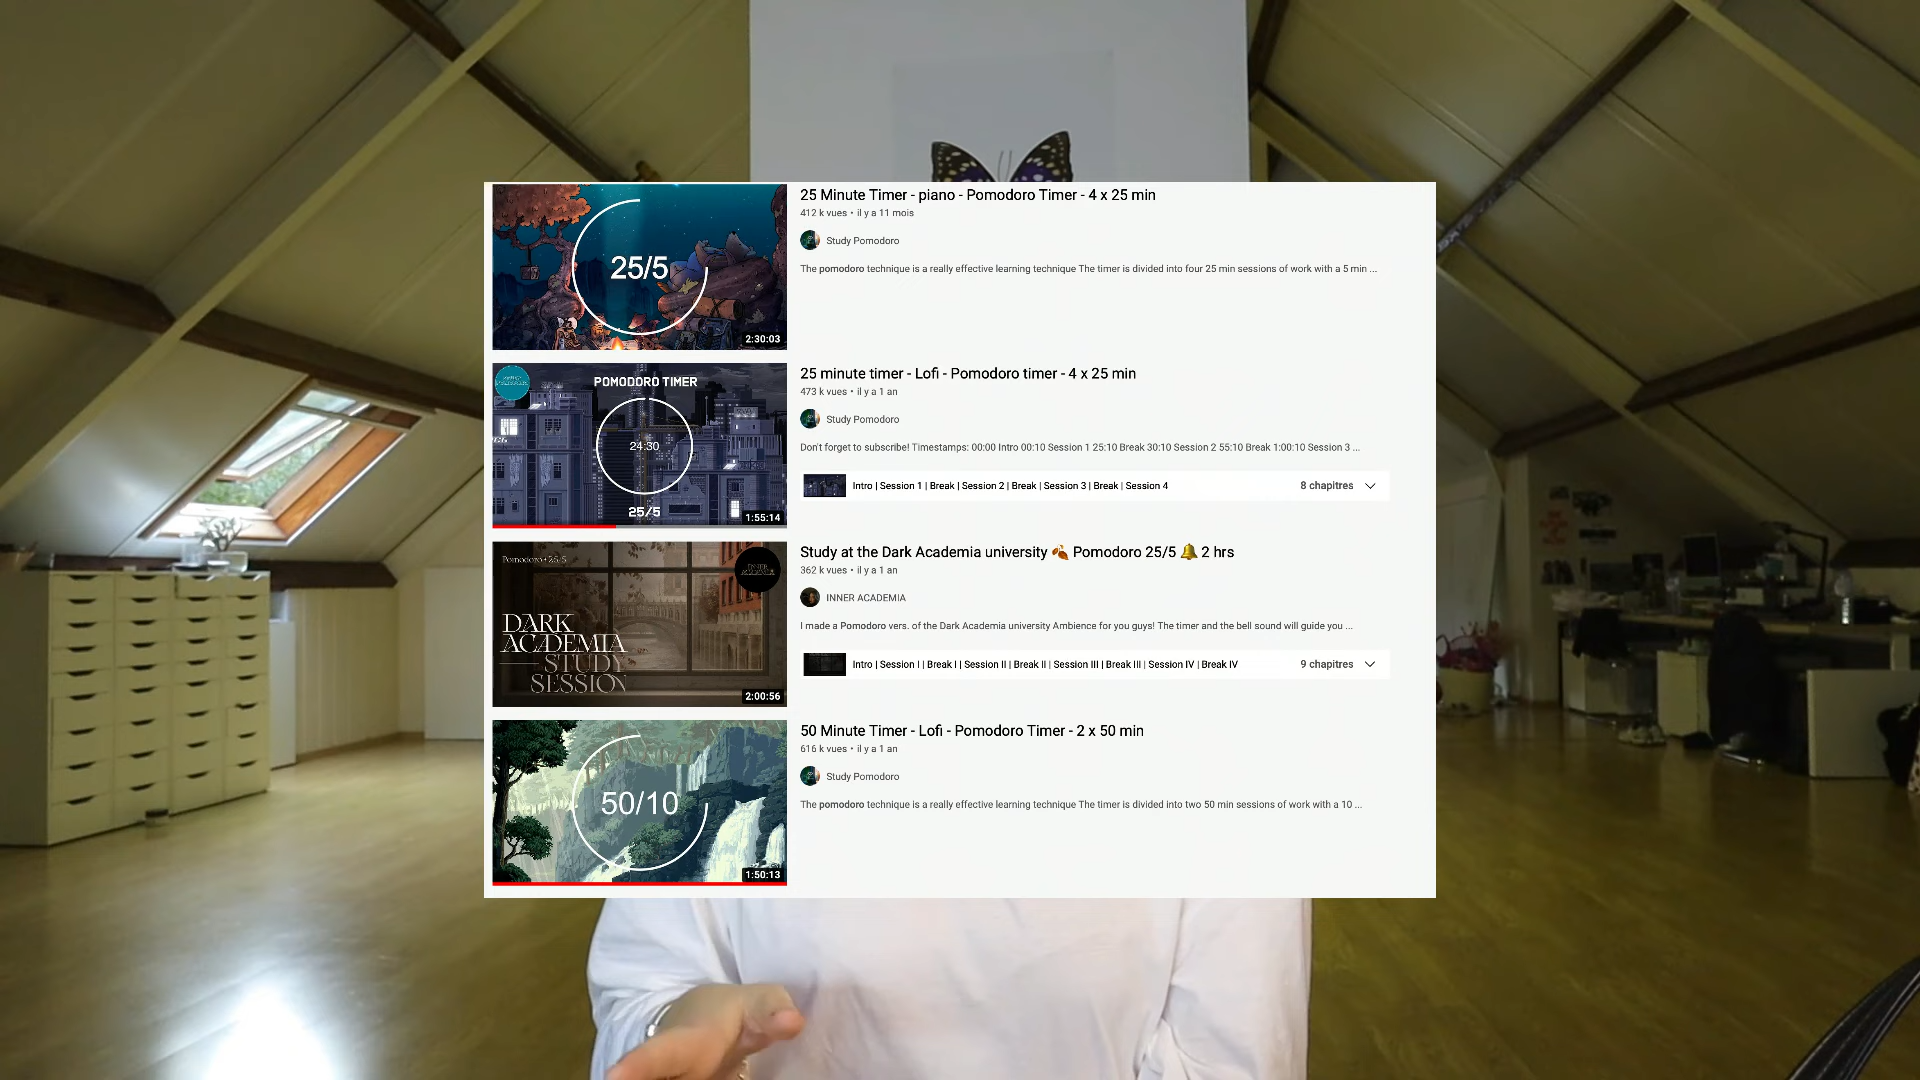 25/5
2:30:03
25 Minute Timer - piano - Pomodoro Timer - 4 x 25 min
412 k vues • il y a 11 mois
Study Pomodoro
The pomodoro technique is a really effective learning technique The timer is divided into four 25 min sessions of work with a 5 min ...
POMODORO TIMER
24:30
25/5
1:55:14
25 minute timer - Lofi - Pomodoro timer - 4 x 25 min
473 k vues • il y a 1 an
Study Pomodoro
Don't forget to subscribe! Timestamps: 00:00 Intro 00:10 Session 1 25:10 Break 30:10 Session 2 55:10 Break 1:00:10 Session 3 ...
Intro | Session 1 | Break | Session 2 | Break | Session 3 | Break | Session 4
8 chapitres
Pomodoro • 25/5
INNER ACADEMIA
DARK
ACADEMIA
STUDY
SESSION
2:00:56
Study at the Dark Academia university 🍂 Pomodoro 25/5 🔔 2 hrs
362 k vues • il y a 1 an
INNER ACADEMIA
I made a Pomodoro vers. of the Dark Academia university Ambience for you guys! The timer and the bell sound will guide you ...
Intro | Session I | Break I | Session II | Break II | Session III | Break III | Session IV | Break IV
9 chapitres
50/10
1:50:13
50 Minute Timer - Lofi - Pomodoro Timer - 2 x 50 min
616 k vues • il y a 1 an
Study Pomodoro
The pomodoro technique is a really effective learning technique The timer is divided into two 50 min sessions of work with a 10 ...